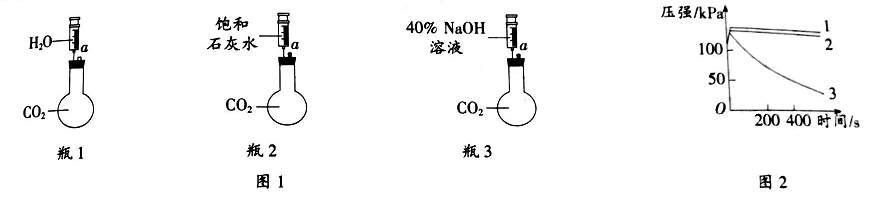 H₂O
a
CO₂
瓶1
饱和
石灰水
a
CO₂
瓶2
图1
40% NaOH
溶液
a
CO₂
瓶3
压强/kPa
100
50
O
200 400 时间/s
1
2
3
图2